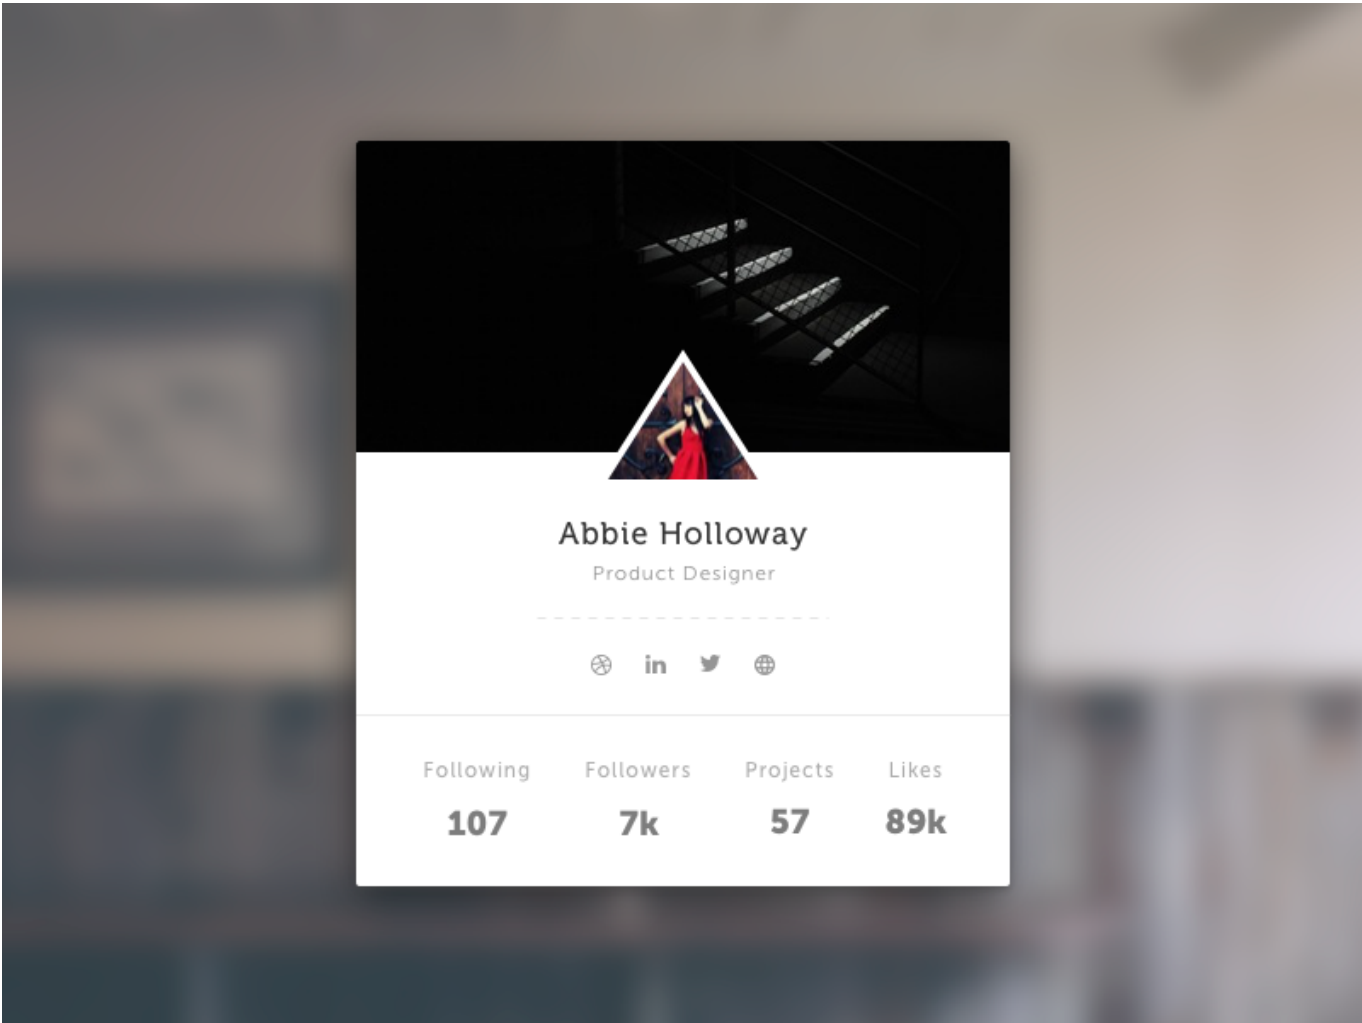 Abbie Holloway
Product Designer
in
Following Followers Projects Likes
107 7k 57 89k